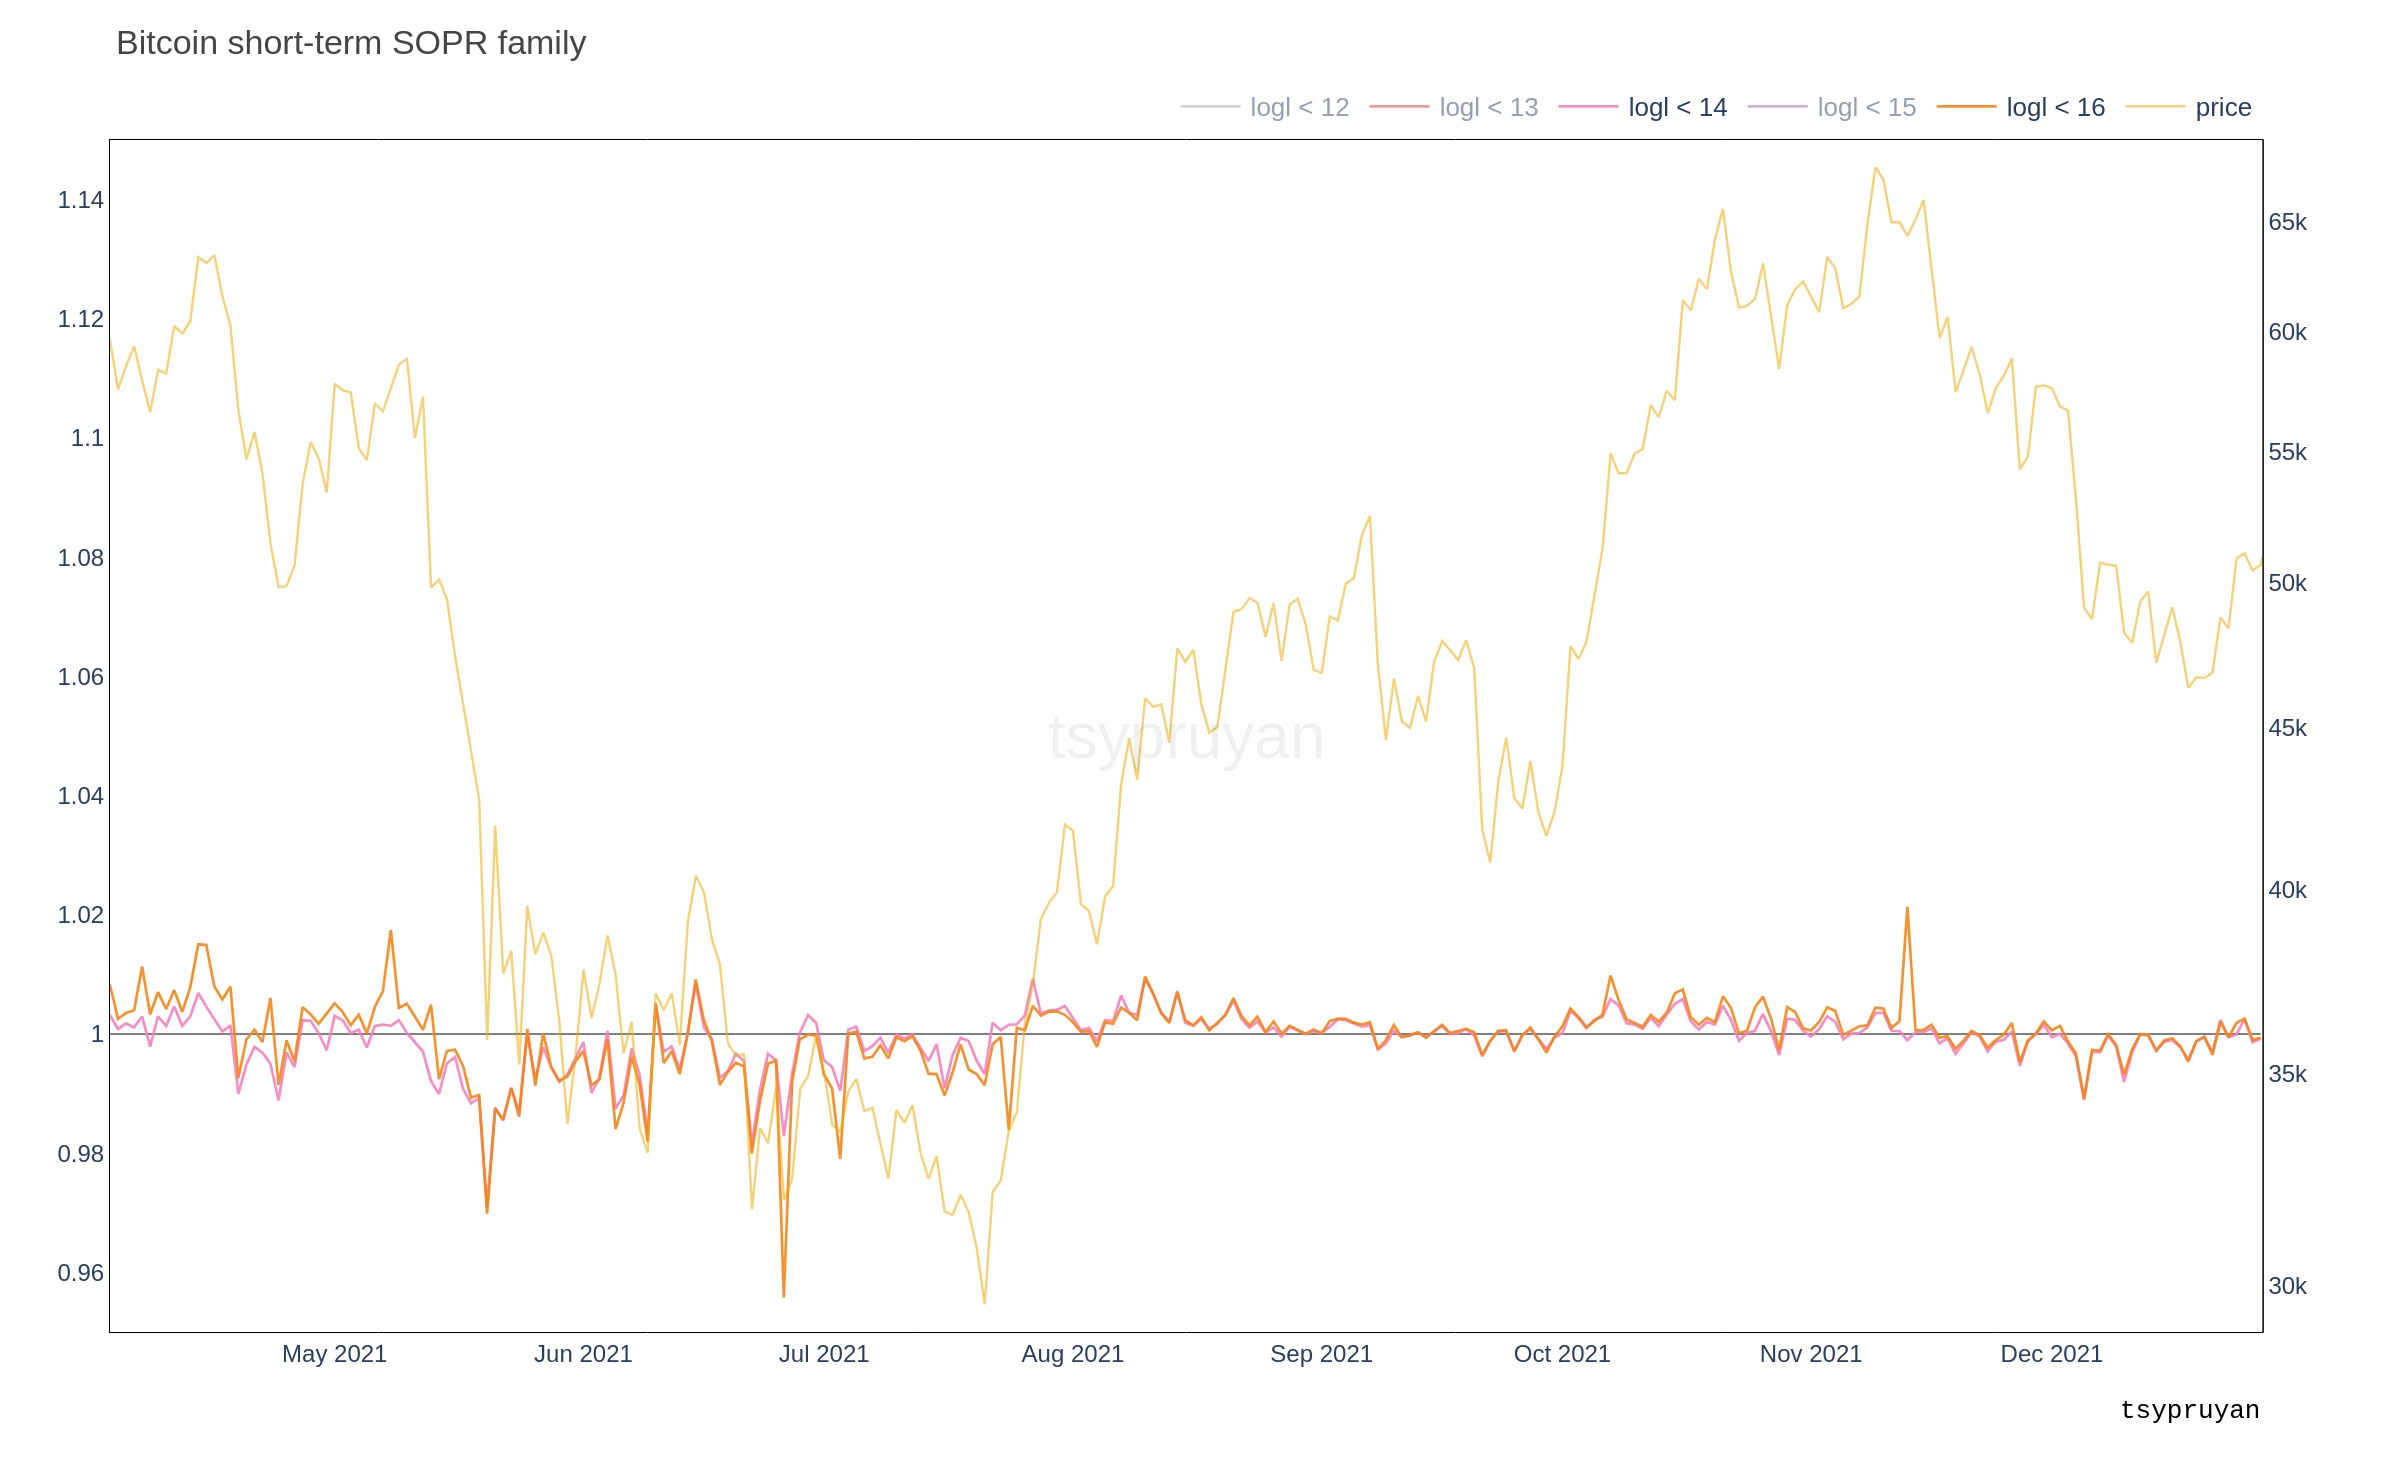 Bitcoin short-term SOPR family
logl < 12 logl < 13 logl < 14 logl < 15 logl < 16 price
1.14
65k
1.12
60k
1.1
55k
1.08
50k
1.06
45k
tsypruyan
1.04
40k
1.02
1
35k
0.98
0.96
30k
May 2021 Jun 2021 Jul 2021 Aug 2021 Sep 2021 Oct 2021 Nov 2021 Dec 2021
tsypruyan